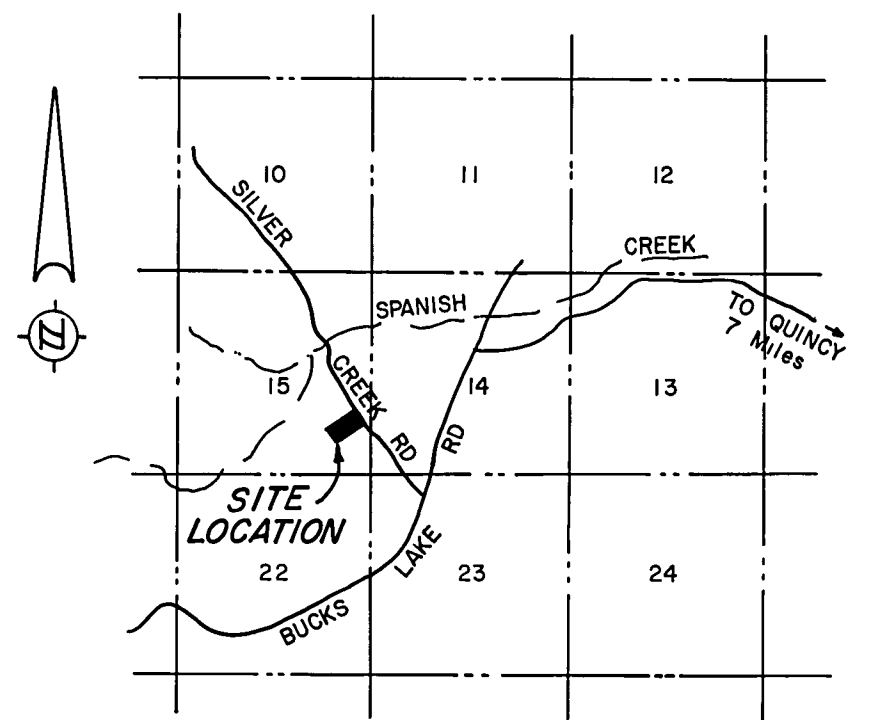 10
11
12
SILVER
CREEK
SPANISH
TO QUINCY
7 Miles
15
CREEK
RD
14
RD
13
SITE
LOCATION
22
LAKE
23
24
BUCKS